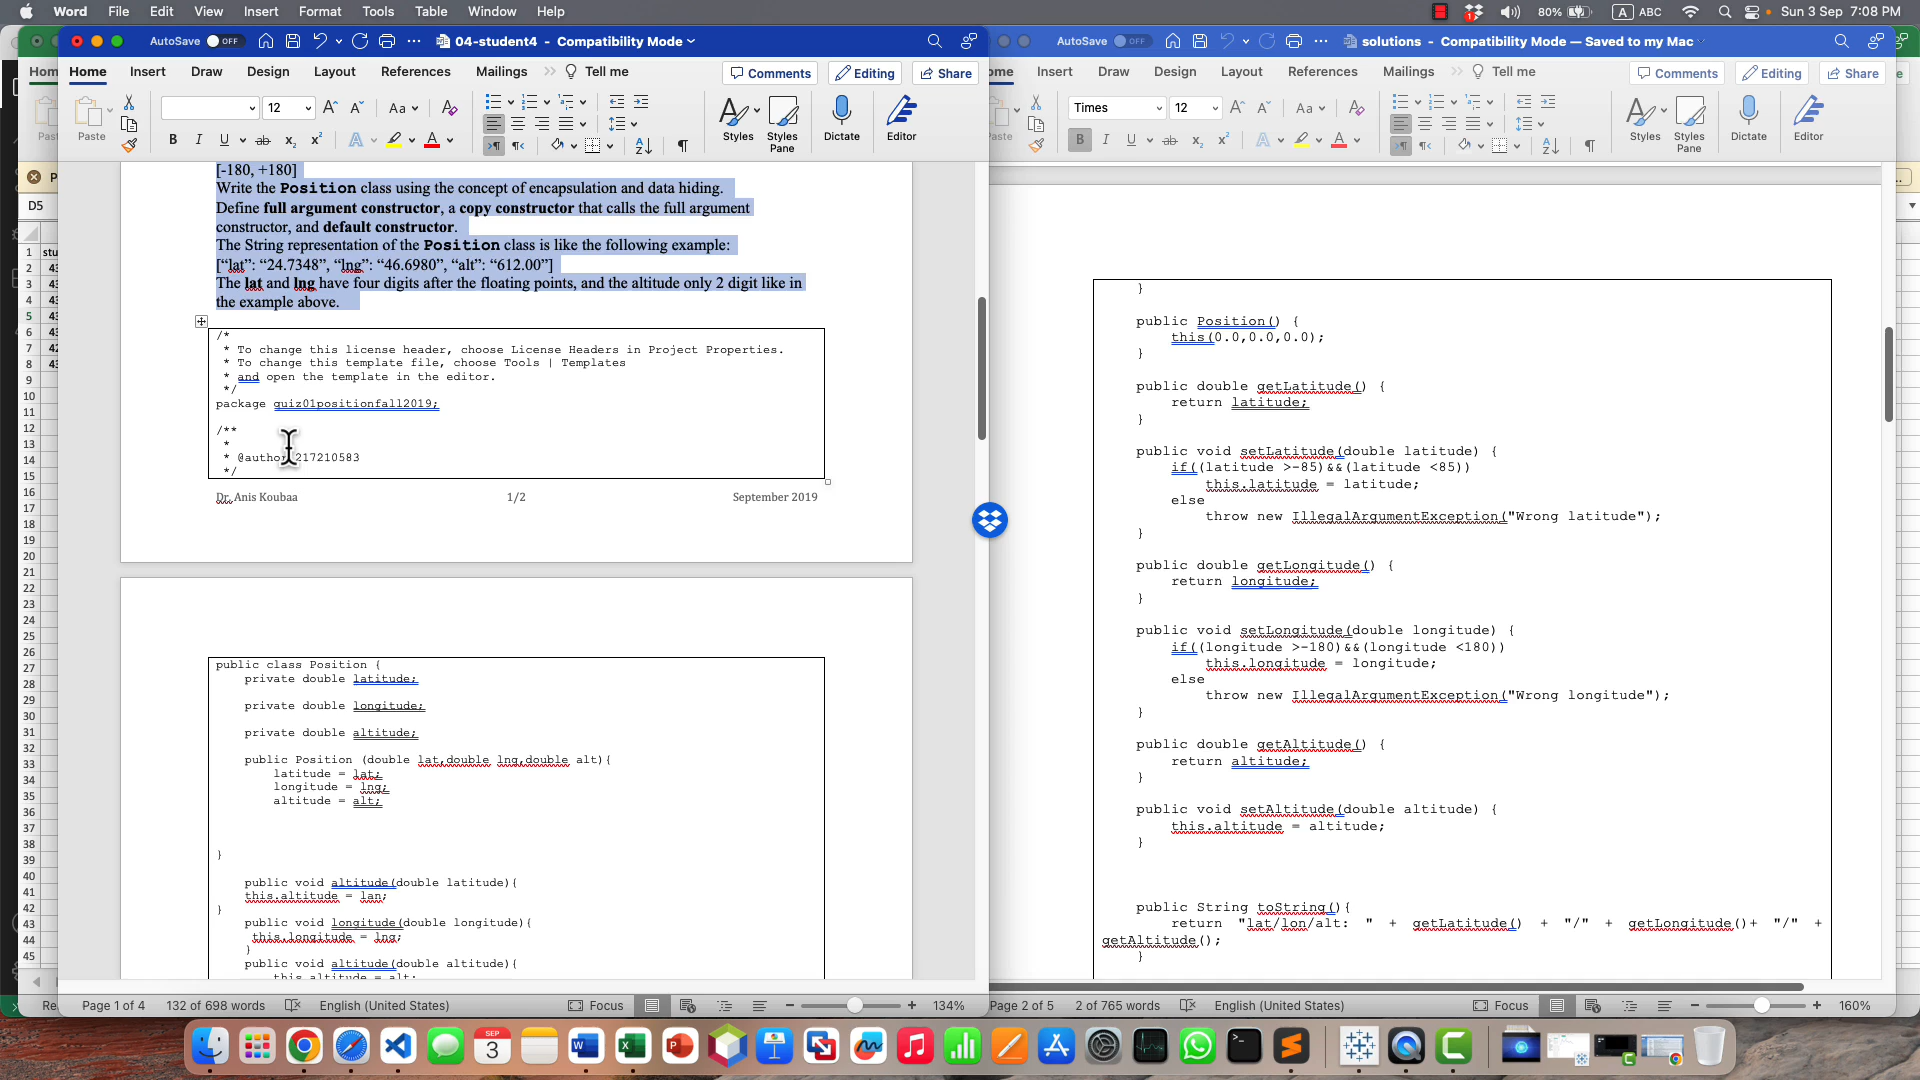 Word File Edit View Insert Format Tools Table Window Help
80% A ABC Sun 3 Sep 7:08 PM
AutoSave OFF 04-student4 - Compatibility Mode
AutoSave OFF solutions - Compatibility Mode — Saved to my Mac
Home Insert Draw Design Layout References Mailings Tell me Comments Editing Share
Insert Draw Design Layout References Mailings Tell me Comments Editing Share
Paste 12 Aa Styles Styles Pane Dictate Editor
Times 12 Aa Styles Styles Pane Dictate Editor
D5
[-180, +180]
Write the Position class using the concept of encapsulation and data hiding.
Define full argument constructor, a copy constructor that calls the full argument
constructor, and default constructor.
The String representation of the Position class is like the following example:
[“lat”: “24.7348”, “lng”: “46.6980”, “alt”: “612.00”]
The lat and lng have four digits after the floating points, and the altitude only 2 digit like in
the example above.
/*
* To change this license header, choose License Headers in Project Properties.
* To change this template file, choose Tools | Templates
* and open the template in the editor.
*/
package quiz01positionfall2019;
/**
*
* @author 217210583
*/
Dr. Anis Koubaa 1/2 September 2019
public class Position {
private double latitude;
private double longitude;
private double altitude;
public Position (double lat,double lng,double alt){
latitude = lat;
longitude = lng;
altitude = alt;
}
public void altitude(double latitude){
this.altitude = lan;
}
public void longitude(double longitude){
this.longitude = lng;
}
public void altitude(double altitude){
this.altitude = alt;
}
public Position() {
this(0.0,0.0,0.0);
}
public double getLatitude() {
return latitude;
}
public void setLatitude(double latitude) {
if((latitude >-85)&&(latitude <85))
this.latitude = latitude;
else
throw new IllegalArgumentException("Wrong latitude");
}
public double getLongitude() {
return longitude;
}
public void setLongitude(double longitude) {
if((longitude >-180)&&(longitude <180))
this.longitude = longitude;
else
throw new IllegalArgumentException("Wrong longitude");
}
public double getAltitude() {
return altitude;
}
public void setAltitude(double altitude) {
this.altitude = altitude;
}
public String toString(){
return "lat/lon/alt: " + getLatitude() + "/" + getLongitude()+ "/" +
getAltitude();
}
Page 1 of 4 132 of 698 words English (United States) Focus 134%
Page 2 of 5 2 of 765 words English (United States) Focus 160%
SEP
3